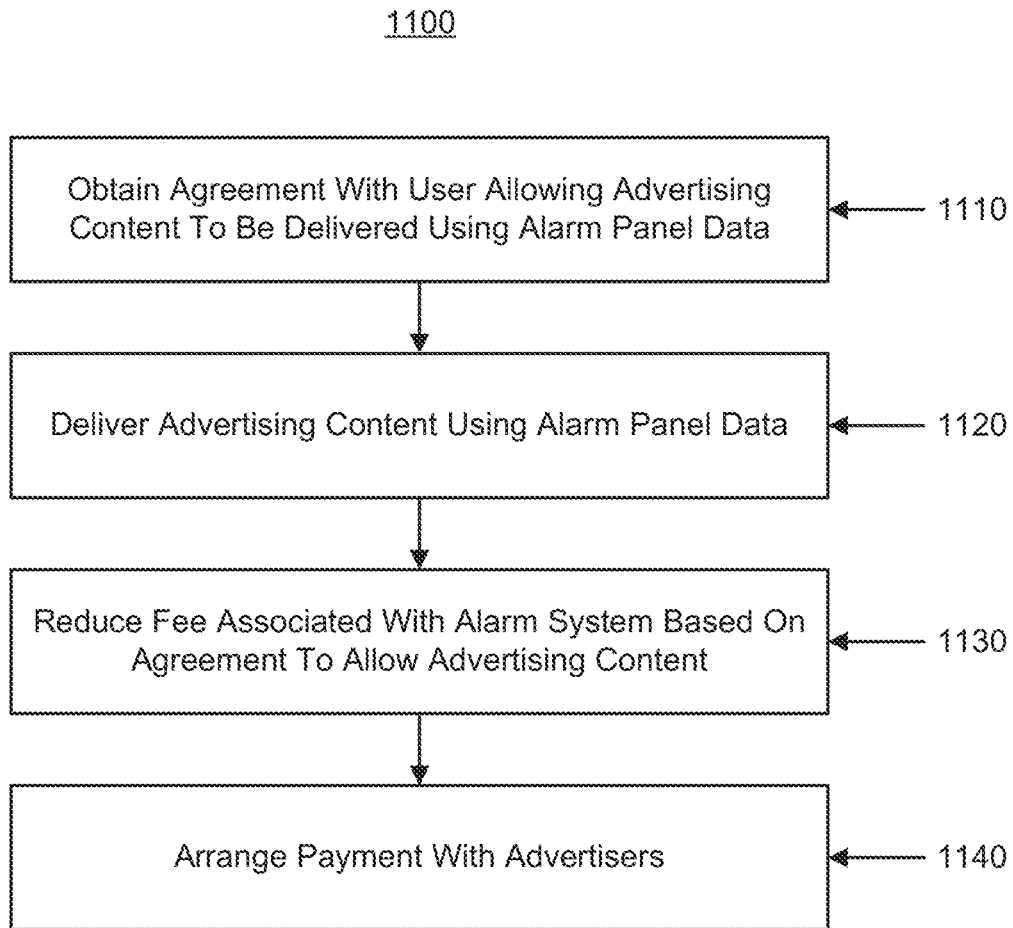 1100
Obtain Agreement With User Allowing Advertising
Content To Be Delivered Using Alarm Panel Data
1110
Deliver Advertising Content Using Alarm Panel Data
1120
Reduce Fee Associated With Alarm System Based On
Agreement To Allow Advertising Content
1130
Arrange Payment With Advertisers
1140